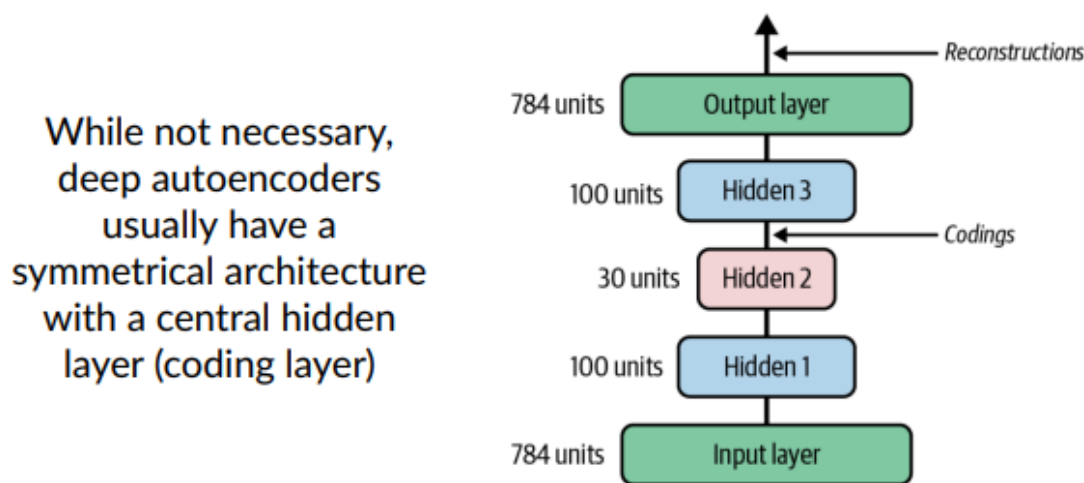 While not necessary,
deep autoencoders
usually have a
symmetrical architecture
with a central hidden
layer (coding layer)
Reconstructions
784 units
Output layer
100 units
Hidden 3
Codings
30 units
Hidden 2
100 units
Hidden 1
784 units
Input layer